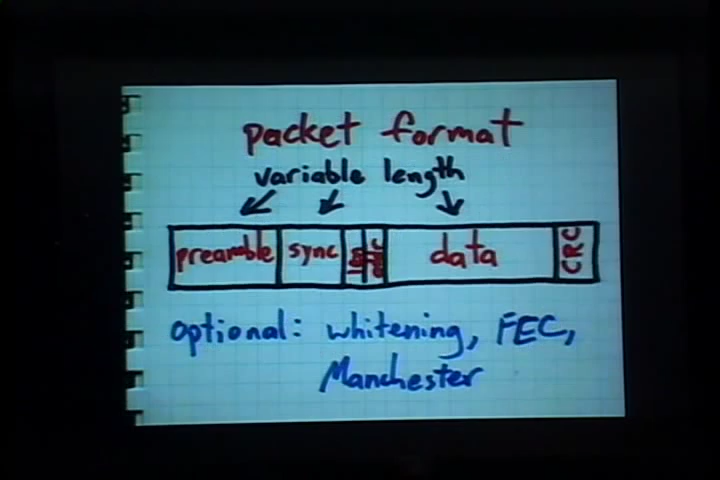 packet format
variable length
preamble sync data CRC
optional: whitening, FEC,
Manchester